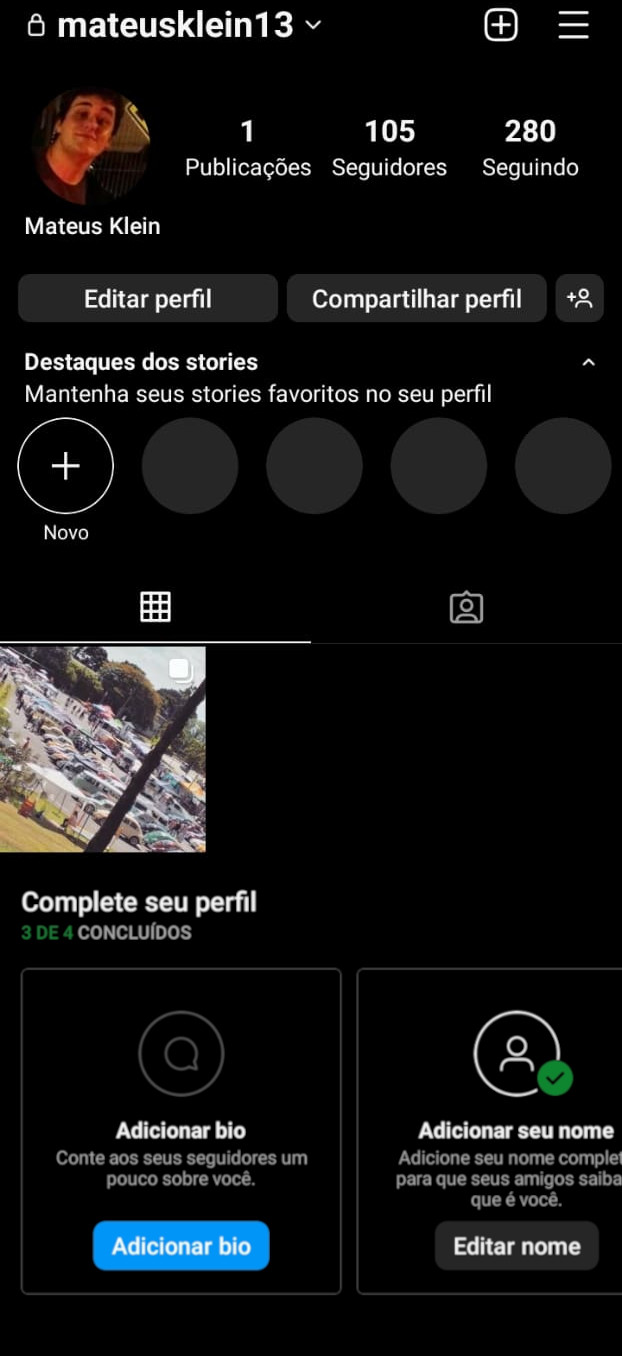 mateusklein13
1 105 280
Publicações Seguidores Seguindo
Mateus Klein
Editar perfil Compartilhar perfil
Destaques dos stories
Mantenha seus stories favoritos no seu perfil
Novo
Complete seu perfil
3 DE 4 CONCLUÍDOS
Adicionar bio
Conte aos seus seguidores um
pouco sobre você.
Adicionar bio
Adicionar seu nome
Adicione seu nome complet
para que seus amigos saiba
que é você.
Editar nome